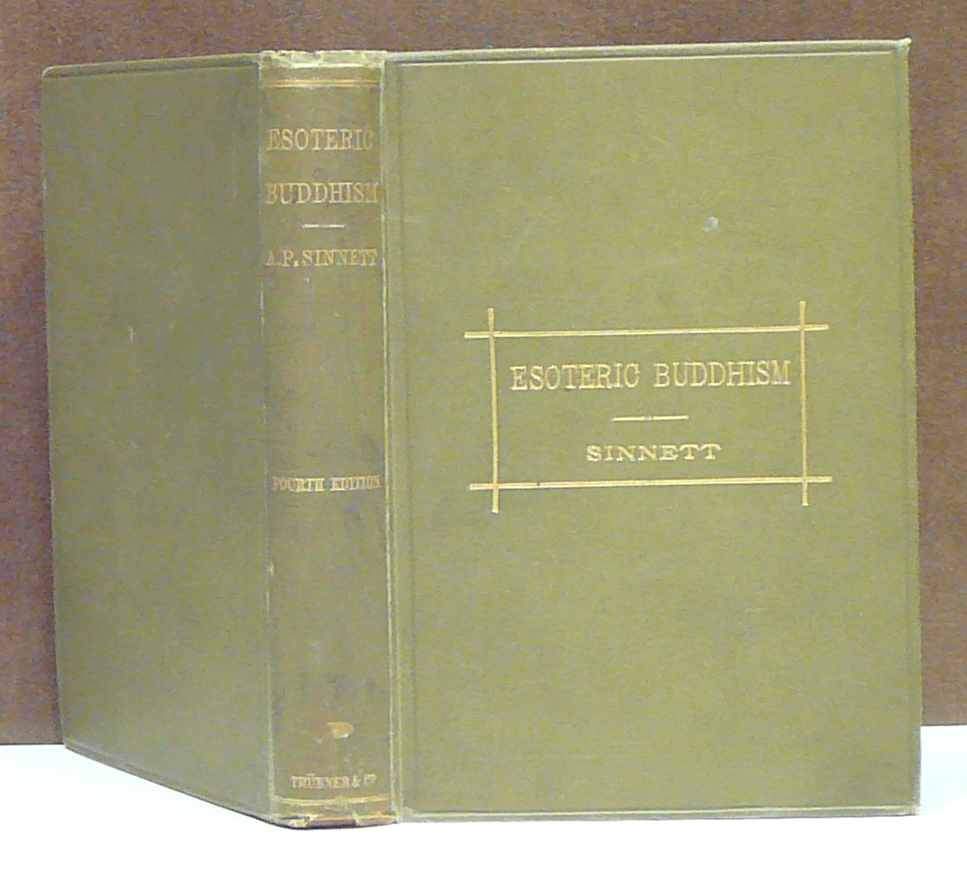 ESOTERIC
BUDDHISM
A.P. SINNETT
FOURTH EDITION
TRÜBNER & Cº
ESOTERIC BUDDHISM
SINNETT